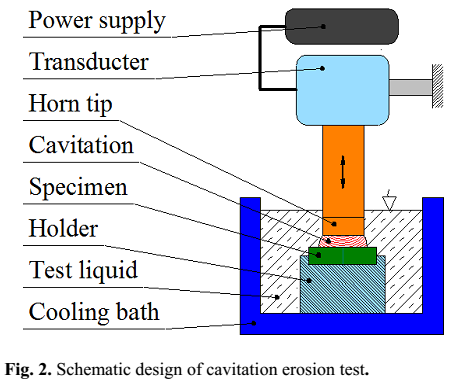 Power supply
Transducter
Horn tip
Cavitation
Specimen
Holder
Test liquid
Cooling bath
Fig. 2. Schematic design of cavitation erosion test.